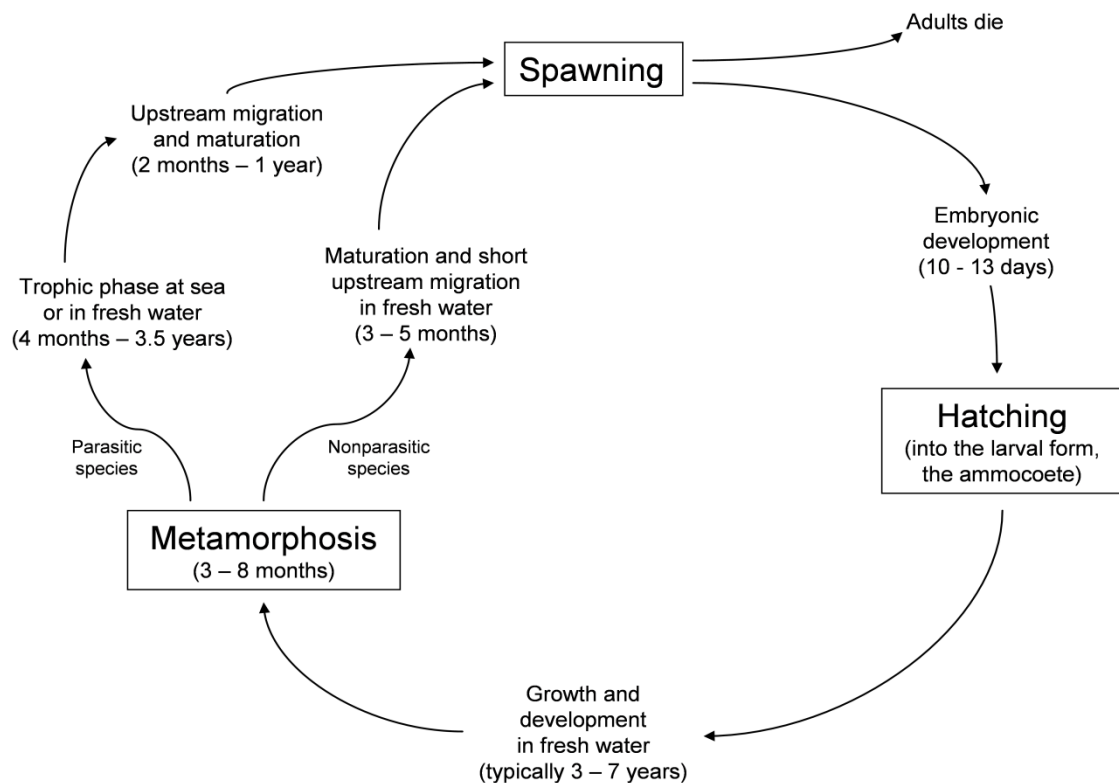 Adults die
Spawning
Upstream migration
and maturation
(2 months – 1 year)
Embryonic
development
(10 - 13 days)
Maturation and short
upstream migration
in fresh water
(3 – 5 months)
Trophic phase at sea
or in fresh water
(4 months – 3.5 years)
Hatching
(into the larval form,
the ammocoete)
Parasitic
species
Nonparasitic
species
Metamorphosis
(3 – 8 months)
Growth and
development
in fresh water
(typically 3 – 7 years)